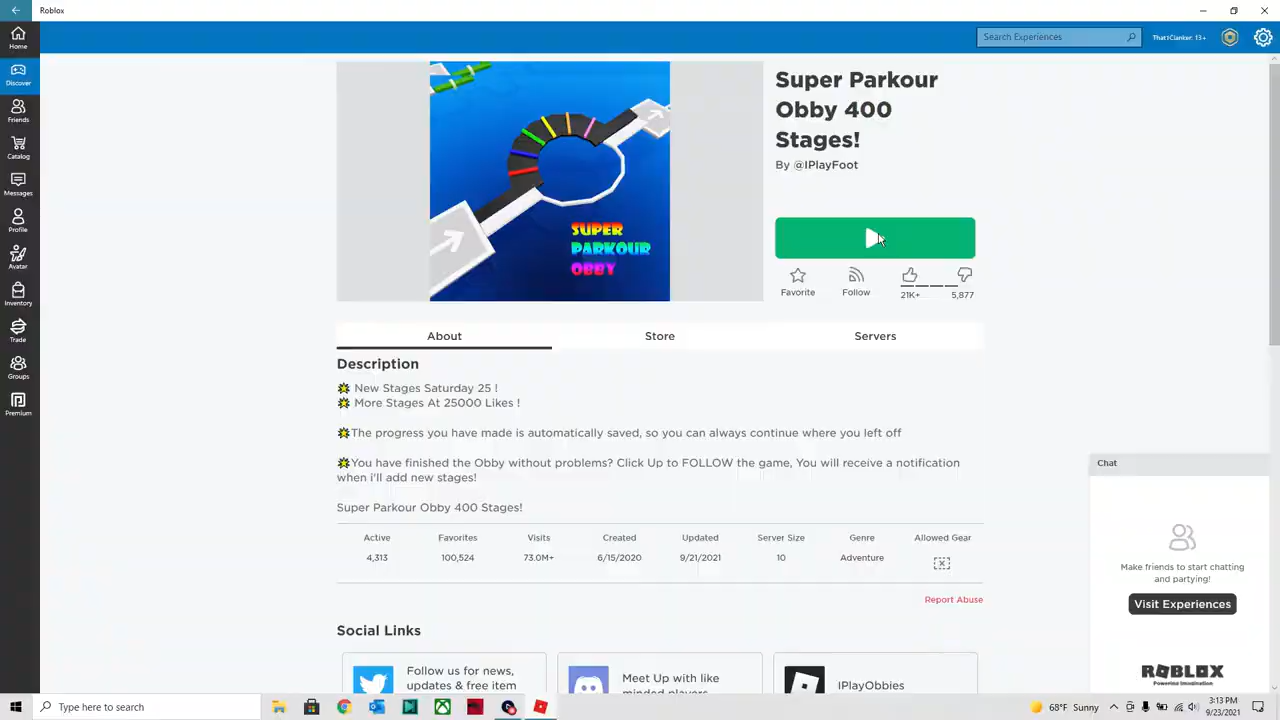 Roblox
Search Experiences
That1Clanker: 13+
Home
Discover
Friends
Catalog
Messages
Profile
Avatar
Inventory
Trade
Groups
Premium
SUPER
PARKOUR
OBBY
Super Parkour
Obby 400
Stages!
By @IPlayFoot
Favorite
Follow
21K+
5,877
About
Store
Servers
Description
New Stages Saturday 25 !
More Stages At 25000 Likes !
The progress you have made is automatically saved, so you can always continue where you left off
You have finished the Obby without problems? Click Up to FOLLOW the game, You will receive a notification
when i'll add new stages!
Super Parkour Obby 400 Stages!
Active Favorites Visits Created Updated Server Size Genre Allowed Gear
4,313 100,524 73.0M+ 6/15/2020 9/21/2021 10 Adventure
Report Abuse
Social Links
Follow us for news,
updates & free item
Meet Up with like
minded players
IPlayObbies
Chat
Make friends to start chatting
and partying!
Visit Experiences
ROBLOX
Powering Imagination
Type here to search
68°F Sunny
3:13 PM
9/23/2021